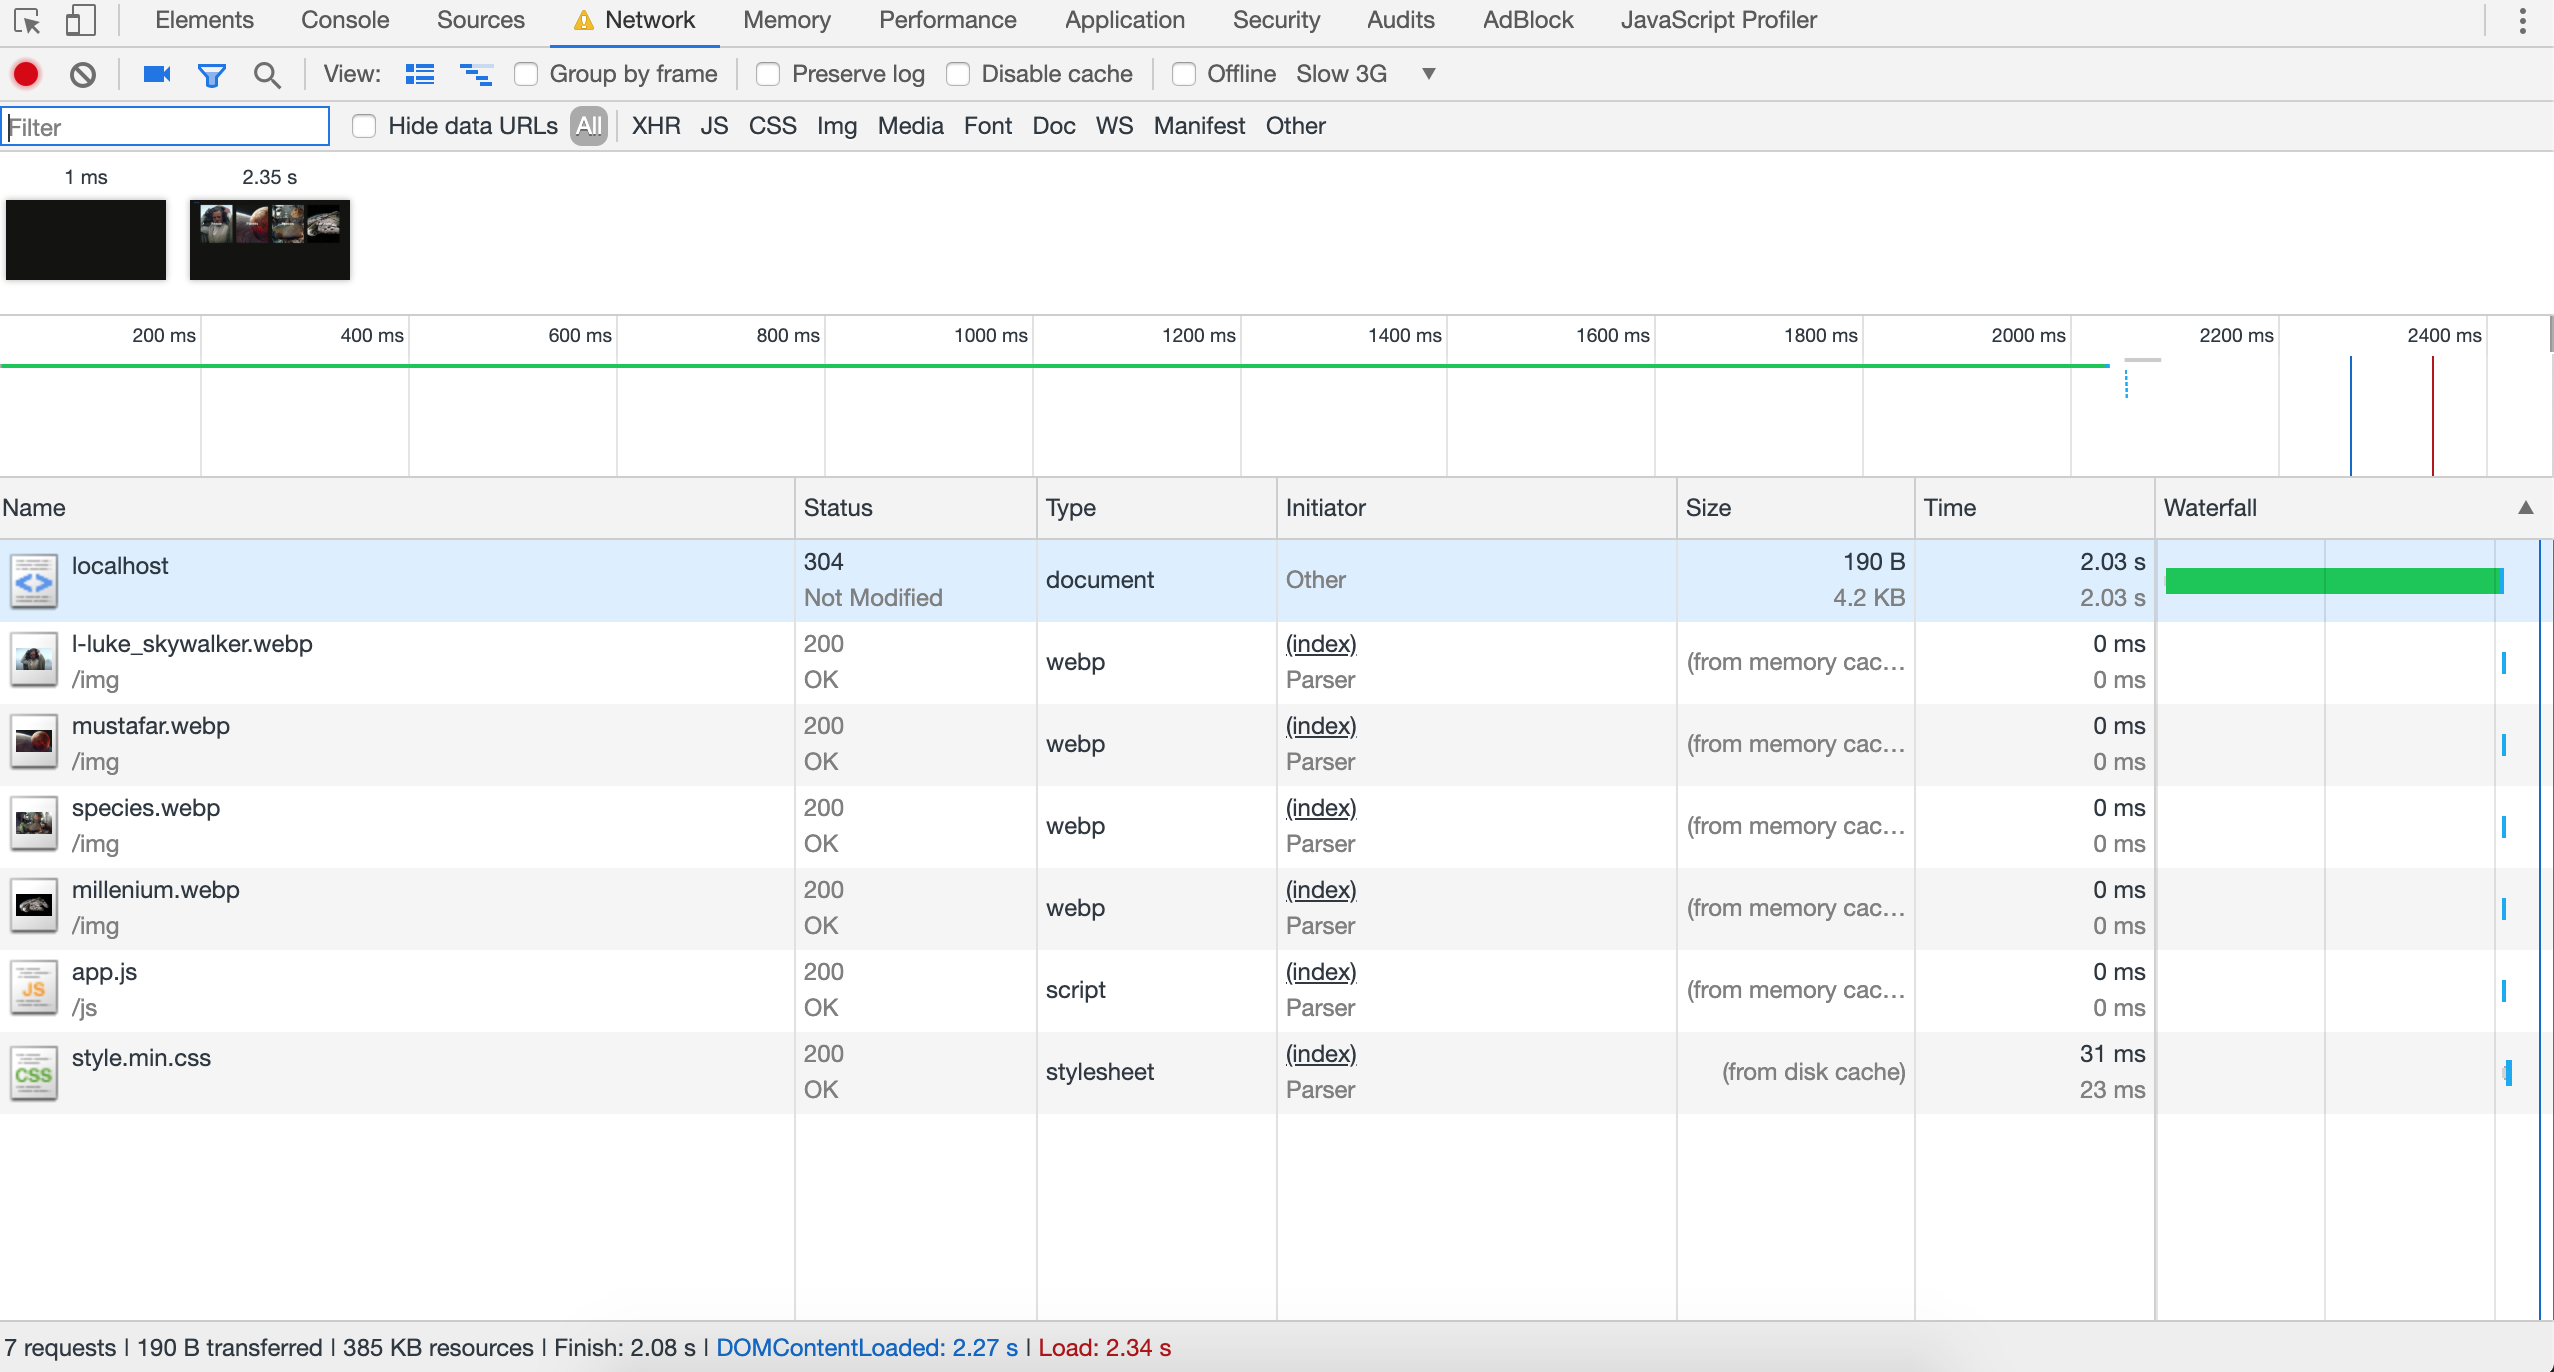 Elements Console Sources Network Memory Performance Application Security Audits AdBlock JavaScript Profiler
View: Group by frame Preserve log Disable cache Offline Slow 3G ▼
Filter Hide data URLs All XHR JS CSS Img Media Font Doc WS Manifest Other
1 ms 2.35 s
200 ms 400 ms 600 ms 800 ms 1000 ms 1200 ms 1400 ms 1600 ms 1800 ms 2000 ms 2200 ms 2400 ms
Name Status Type Initiator Size Time Waterfall ▲
localhost 304 document Other 190 B 2.03 s
Not Modified 4.2 KB 2.03 s
l-luke_skywalker.webp 200 webp (index) (from memory cac... 0 ms
/img OK Parser 0 ms
mustafar.webp 200 webp (index) (from memory cac... 0 ms
/img OK Parser 0 ms
species.webp 200 webp (index) (from memory cac... 0 ms
/img OK Parser 0 ms
millenium.webp 200 webp (index) (from memory cac... 0 ms
/img OK Parser 0 ms
JS app.js 200 script (index) (from memory cac... 0 ms
/js OK Parser 0 ms
CSS style.min.css 200 stylesheet (index) (from disk cache) 31 ms
OK Parser 23 ms
7 requests | 190 B transferred | 385 KB resources | Finish: 2.08 s | DOMContentLoaded: 2.27 s | Load: 2.34 s